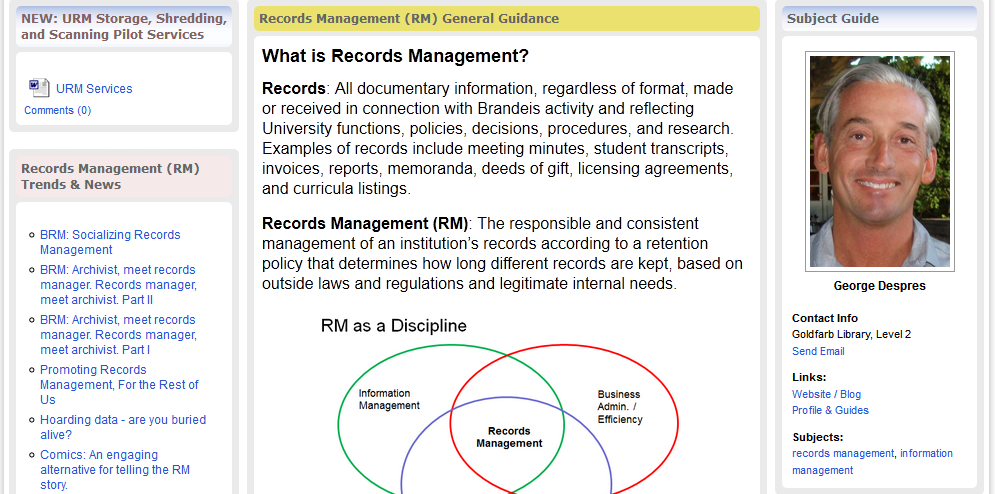 NEW: URM Storage, Shredding,
and Scanning Pilot Services
URM Services
Comments (0)
Records Management (RM)
Trends & News
BRM: Socializing Records
Management
BRM: Archivist, meet records
manager. Records manager,
meet archivist. Part II
BRM: Archivist, meet records
manager. Records manager,
meet archivist. Part I
Promoting Records
Management, For the Rest of
Us
Hoarding data - are you buried
alive?
Comics: An engaging
alternative for telling the RM
story.
Records Management (RM) General Guidance
What is Records Management?
Records: All documentary information, regardless of format, made
or received in connection with Brandeis activity and reflecting
University functions, policies, decisions, procedures, and research.
Examples of records include meeting minutes, student transcripts,
invoices, reports, memoranda, deeds of gift, licensing agreements,
and curricula listings.
Records Management (RM): The responsible and consistent
management of an institution's records according to a retention
policy that determines how long different records are kept, based on
outside laws and regulations and legitimate internal needs.
RM as a Discipline
Information
Management
Business
Admin. /
Efficiency
Records
Management
Subject Guide
George Despres
Contact Info
Goldfarb Library, Level 2
Send Email
Links:
Website / Blog
Profile & Guides
Subjects:
records management, information
management